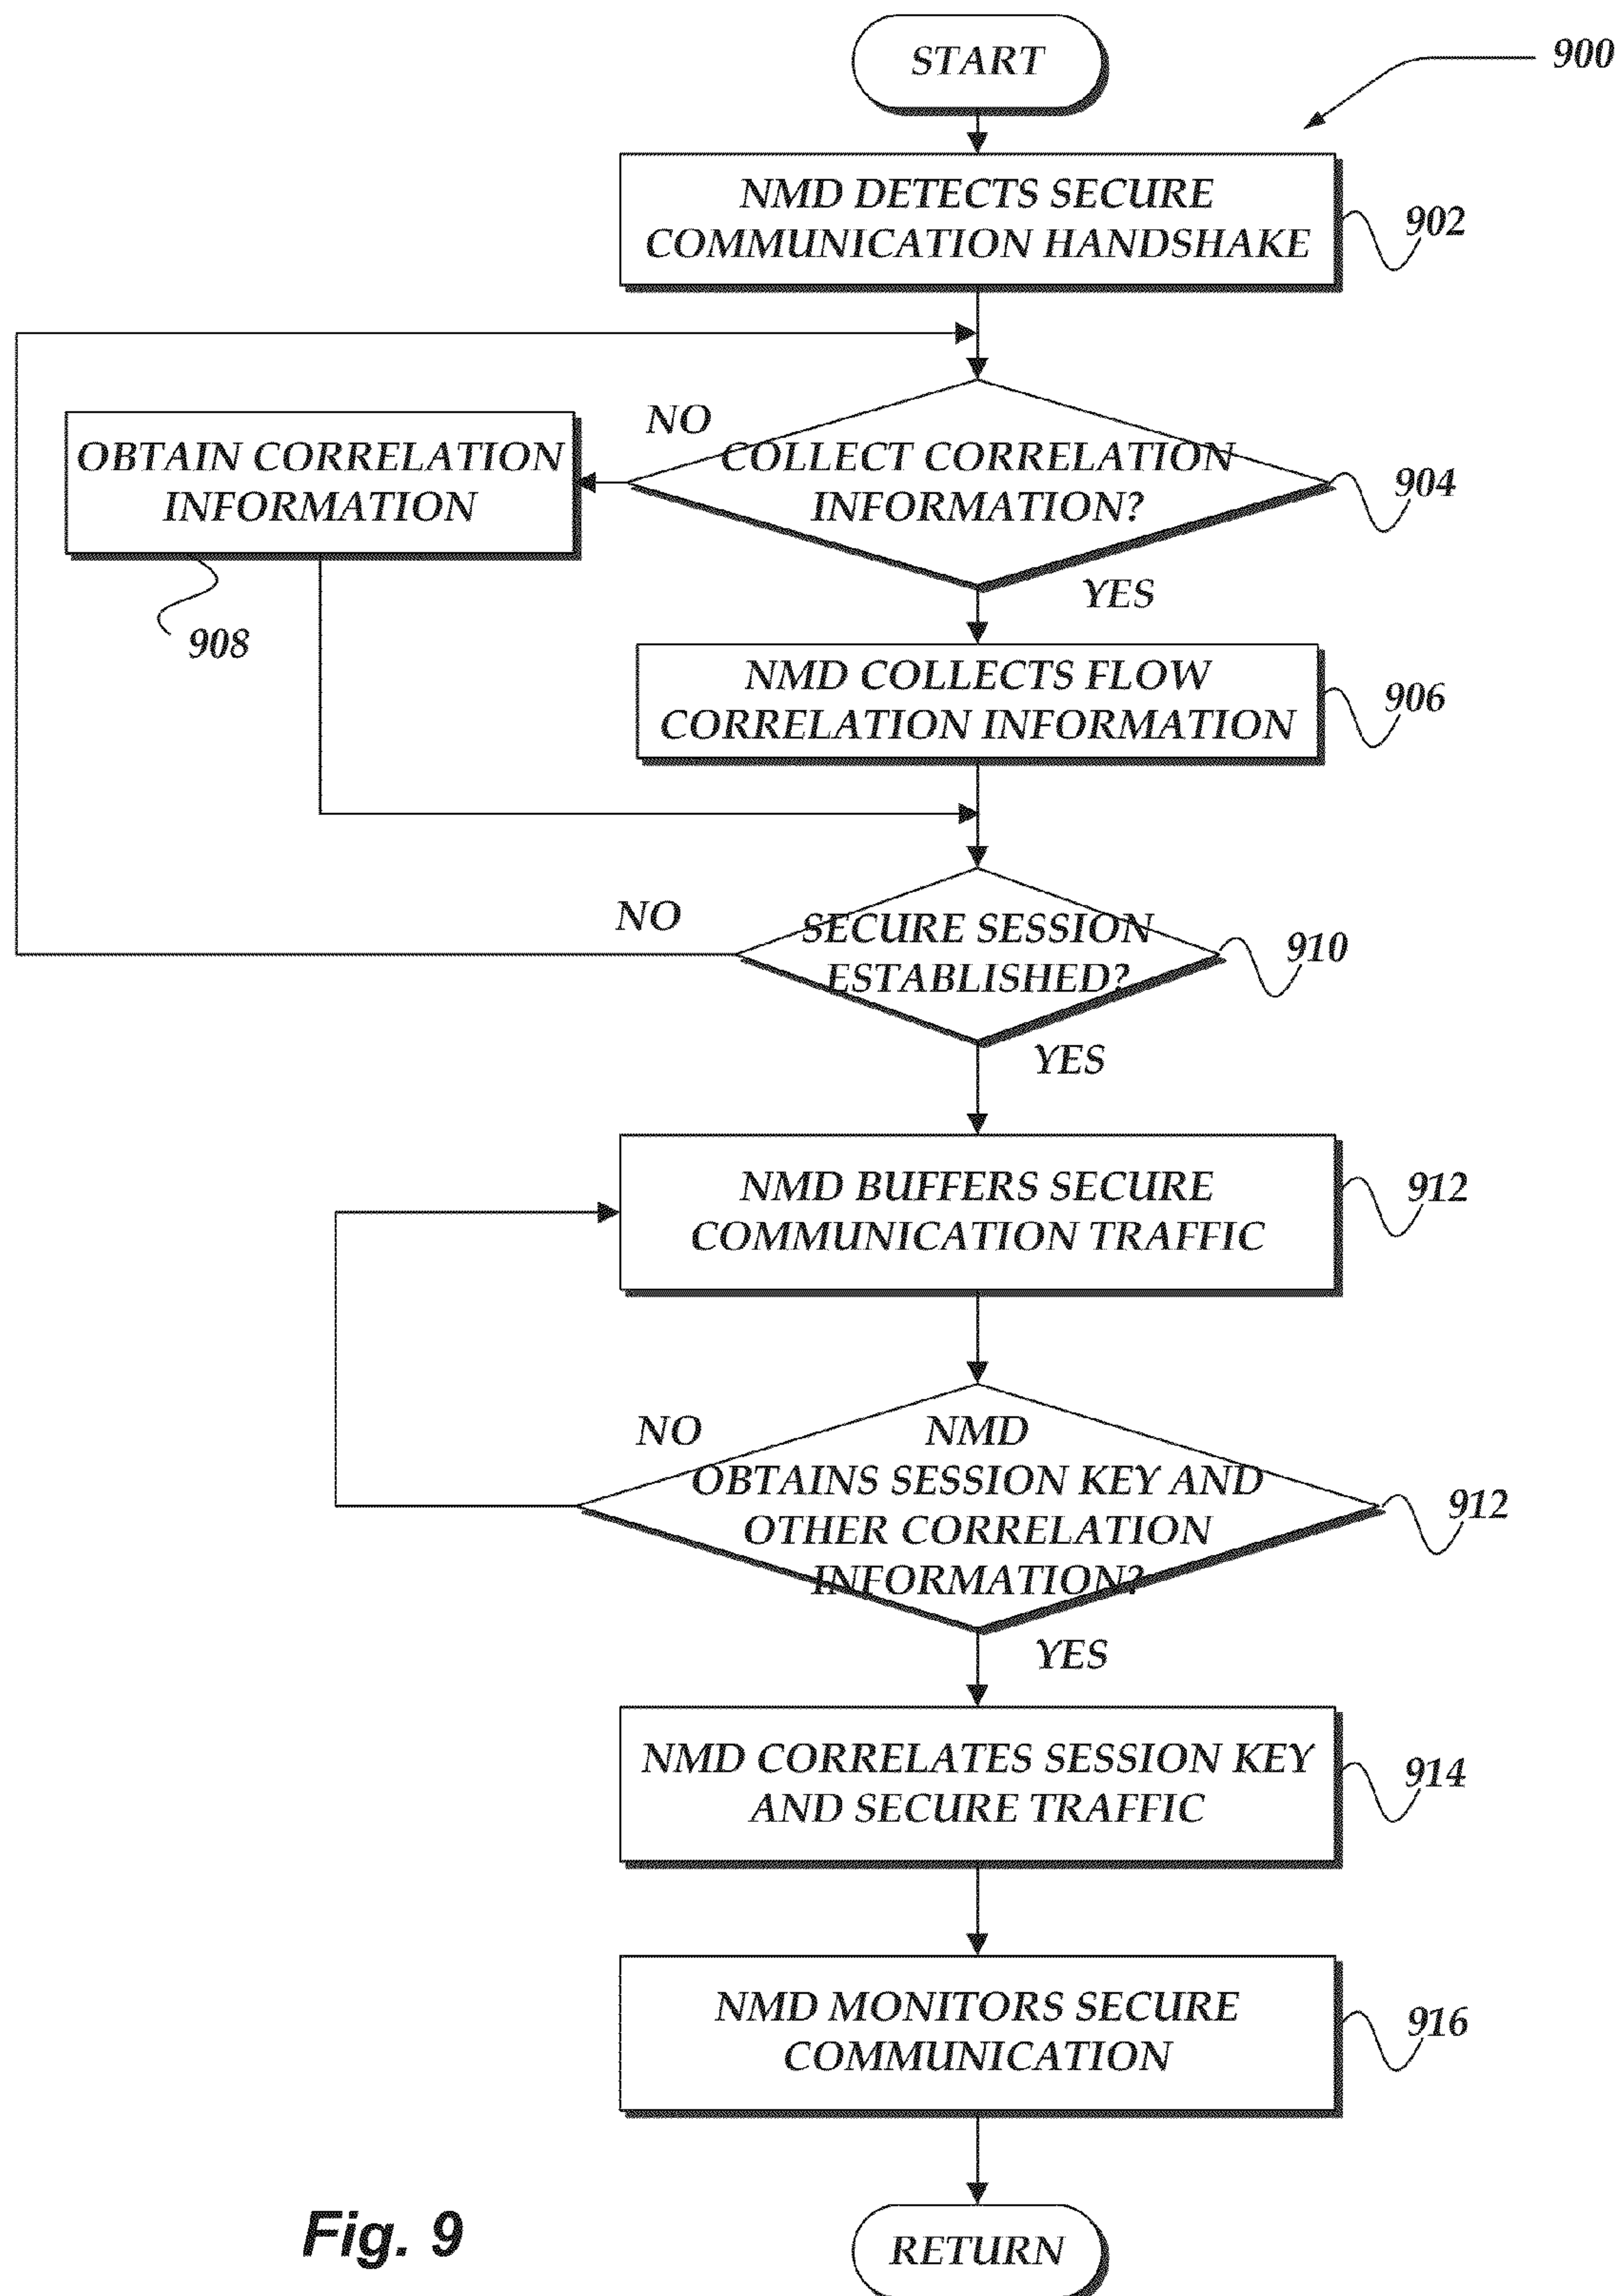 START
900
NMD DETECTS SECURE
COMMUNICATION HANDSHAKE
902
NO
COLLECT CORRELATION
INFORMATION?
904
OBTAIN CORRELATION
INFORMATION
908
YES
NMD COLLECTS FLOW
CORRELATION INFORMATION
906
NO
SECURE SESSION
ESTABLISHED?
910
YES
NMD BUFFERS SECURE
COMMUNICATION TRAFFIC
912
NO
NMD
OBTAINS SESSION KEY AND
OTHER CORRELATION
INFORMATION?
912
YES
NMD CORRELATES SESSION KEY
AND SECURE TRAFFIC
914
NMD MONITORS SECURE
COMMUNICATION
916
Fig. 9
RETURN